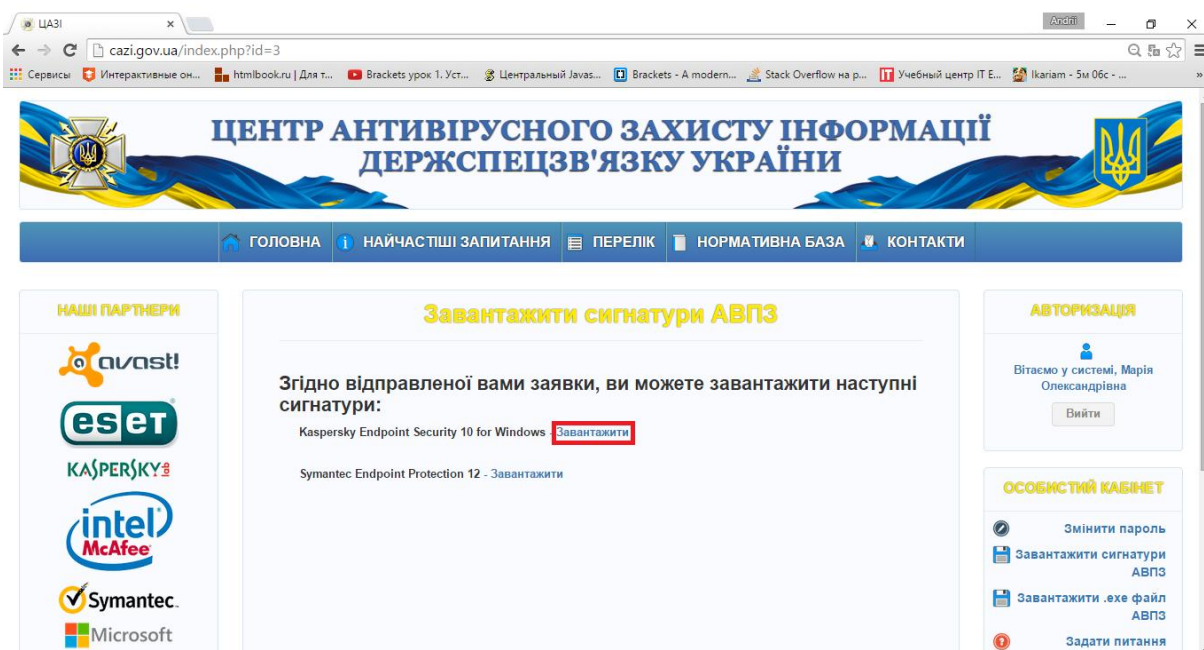 ЦАЗІ
Andrii
cazi.gov.ua/index.php?id=3
Сервисы
Интерактивные он...
htmlbook.ru | Для т...
Brackets урок 1. Уст...
Центральный Javas...
Brackets - A modern...
Stack Overflow на р...
Учебный центр IT E...
Ikariam - 5м 06с - ...
»
ЦЕНТР АНТИВІРУСНОГО ЗАХИСТУ ІНФОРМАЦІЇ
ДЕРЖСПЕЦЗВ'ЯЗКУ УКРАЇНИ
ГОЛОВНА
НАЙЧАСТІШІ ЗАПИТАННЯ
ПЕРЕЛІК
НОРМАТИВНА БАЗА
КОНТАКТИ
НАШІ ПАРТНЕРИ
avast!
eseT
KASPERSKY lab
intel
McAfee
Symantec.
Microsoft
Завантажити сигнатури АВПЗ
Згідно відправленої вами заявки, ви можете завантажити наступні
сигнатури:
Kaspersky Endpoint Security 10 for Windows - Завантажити
Symantec Endpoint Protection 12 - Завантажити
АВТОРИЗАЦІЯ
Вітаємо у системі, Марія
Олександрівна
Вийти
ОСОБИСТИЙ КАБІНЕТ
Змінити пароль
Завантажити сигнатури
АВПЗ
Завантажити .exe файл
АВПЗ
Задати питання